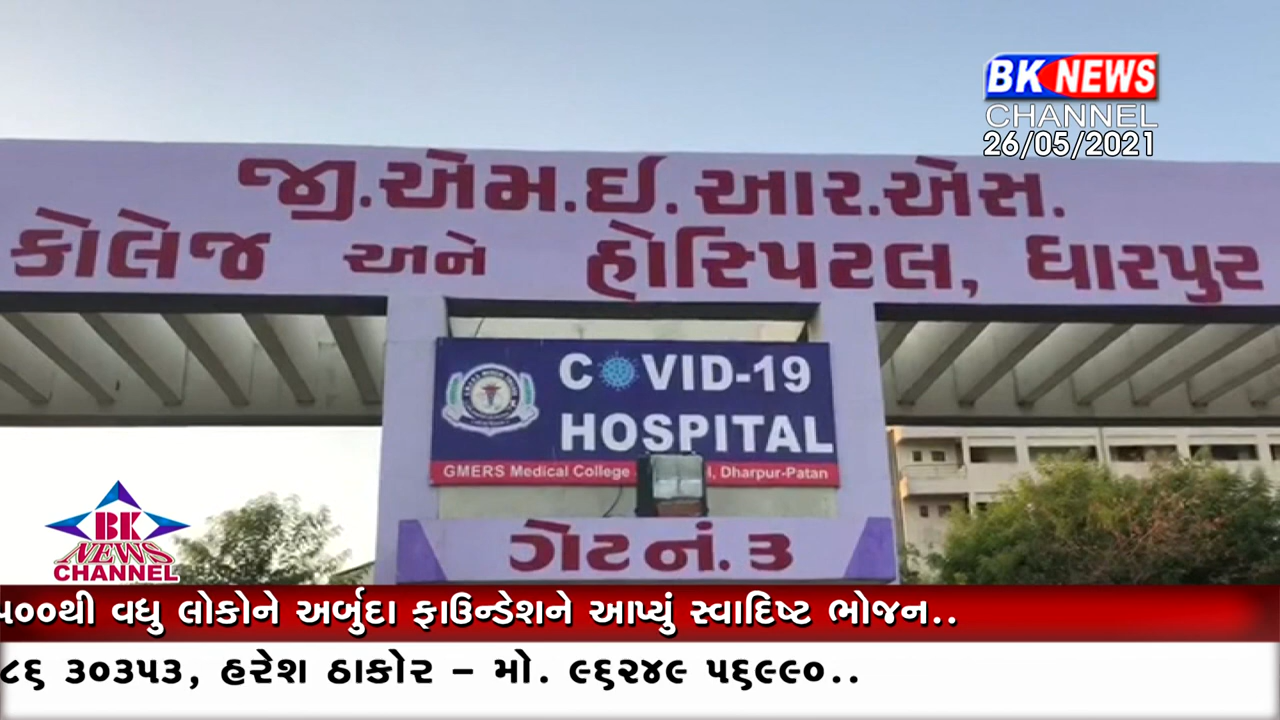 BK NEWS
CHANNEL
26/05/2021
જી.એમ.ઈ.આર.એસ.
કોલેજ અને હોસ્પિટલ, ધારપુર
COVID-19
HOSPITAL
GMERS Medical College l, Dharpur-Patan
ગેટ નં. ૩
BK
NEWS
CHANNEL
૫૦૦થી વધુ લોકોને અર્બુદા ફાઉન્ડેશને આપ્યું સ્વાદિષ્ટ ભોજન..
૮૬ ૩૦૩૫૩, હરેશ ઠાકોર – મો. ૯૬૨૪૯ ૫૬૯૯૦..